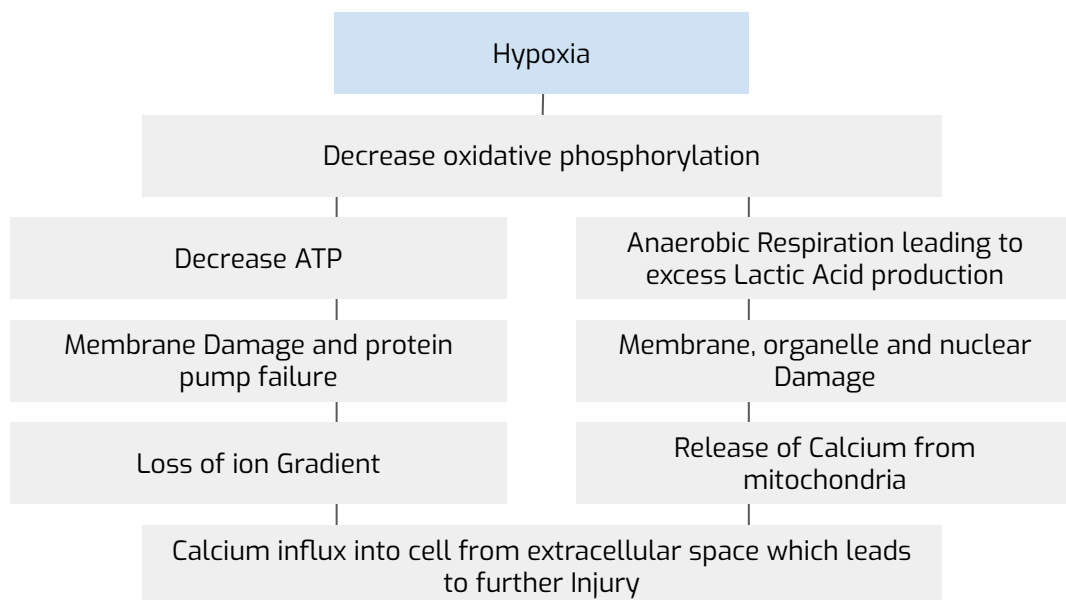 Hypoxia
Decrease oxidative phosphorylation
Decrease ATP
Anaerobic Respiration leading to
excess Lactic Acid production
Membrane Damage and protein
pump failure
Membrane, organelle and nuclear
Damage
Loss of ion Gradient
Release of Calcium from
mitochondria
Calcium influx into cell from extracellular space which leads
to further Injury